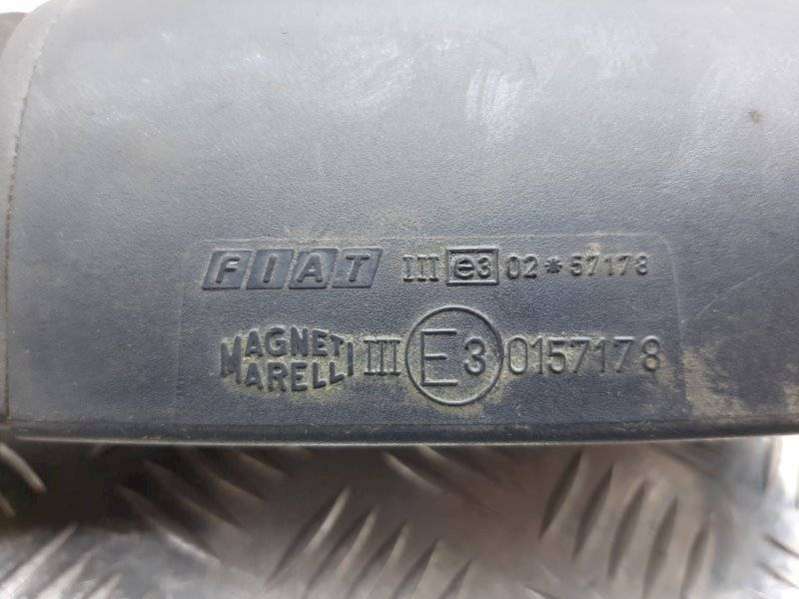 FIAT III e3 02*57178
MAGNETI MARELLI III E3 0157178